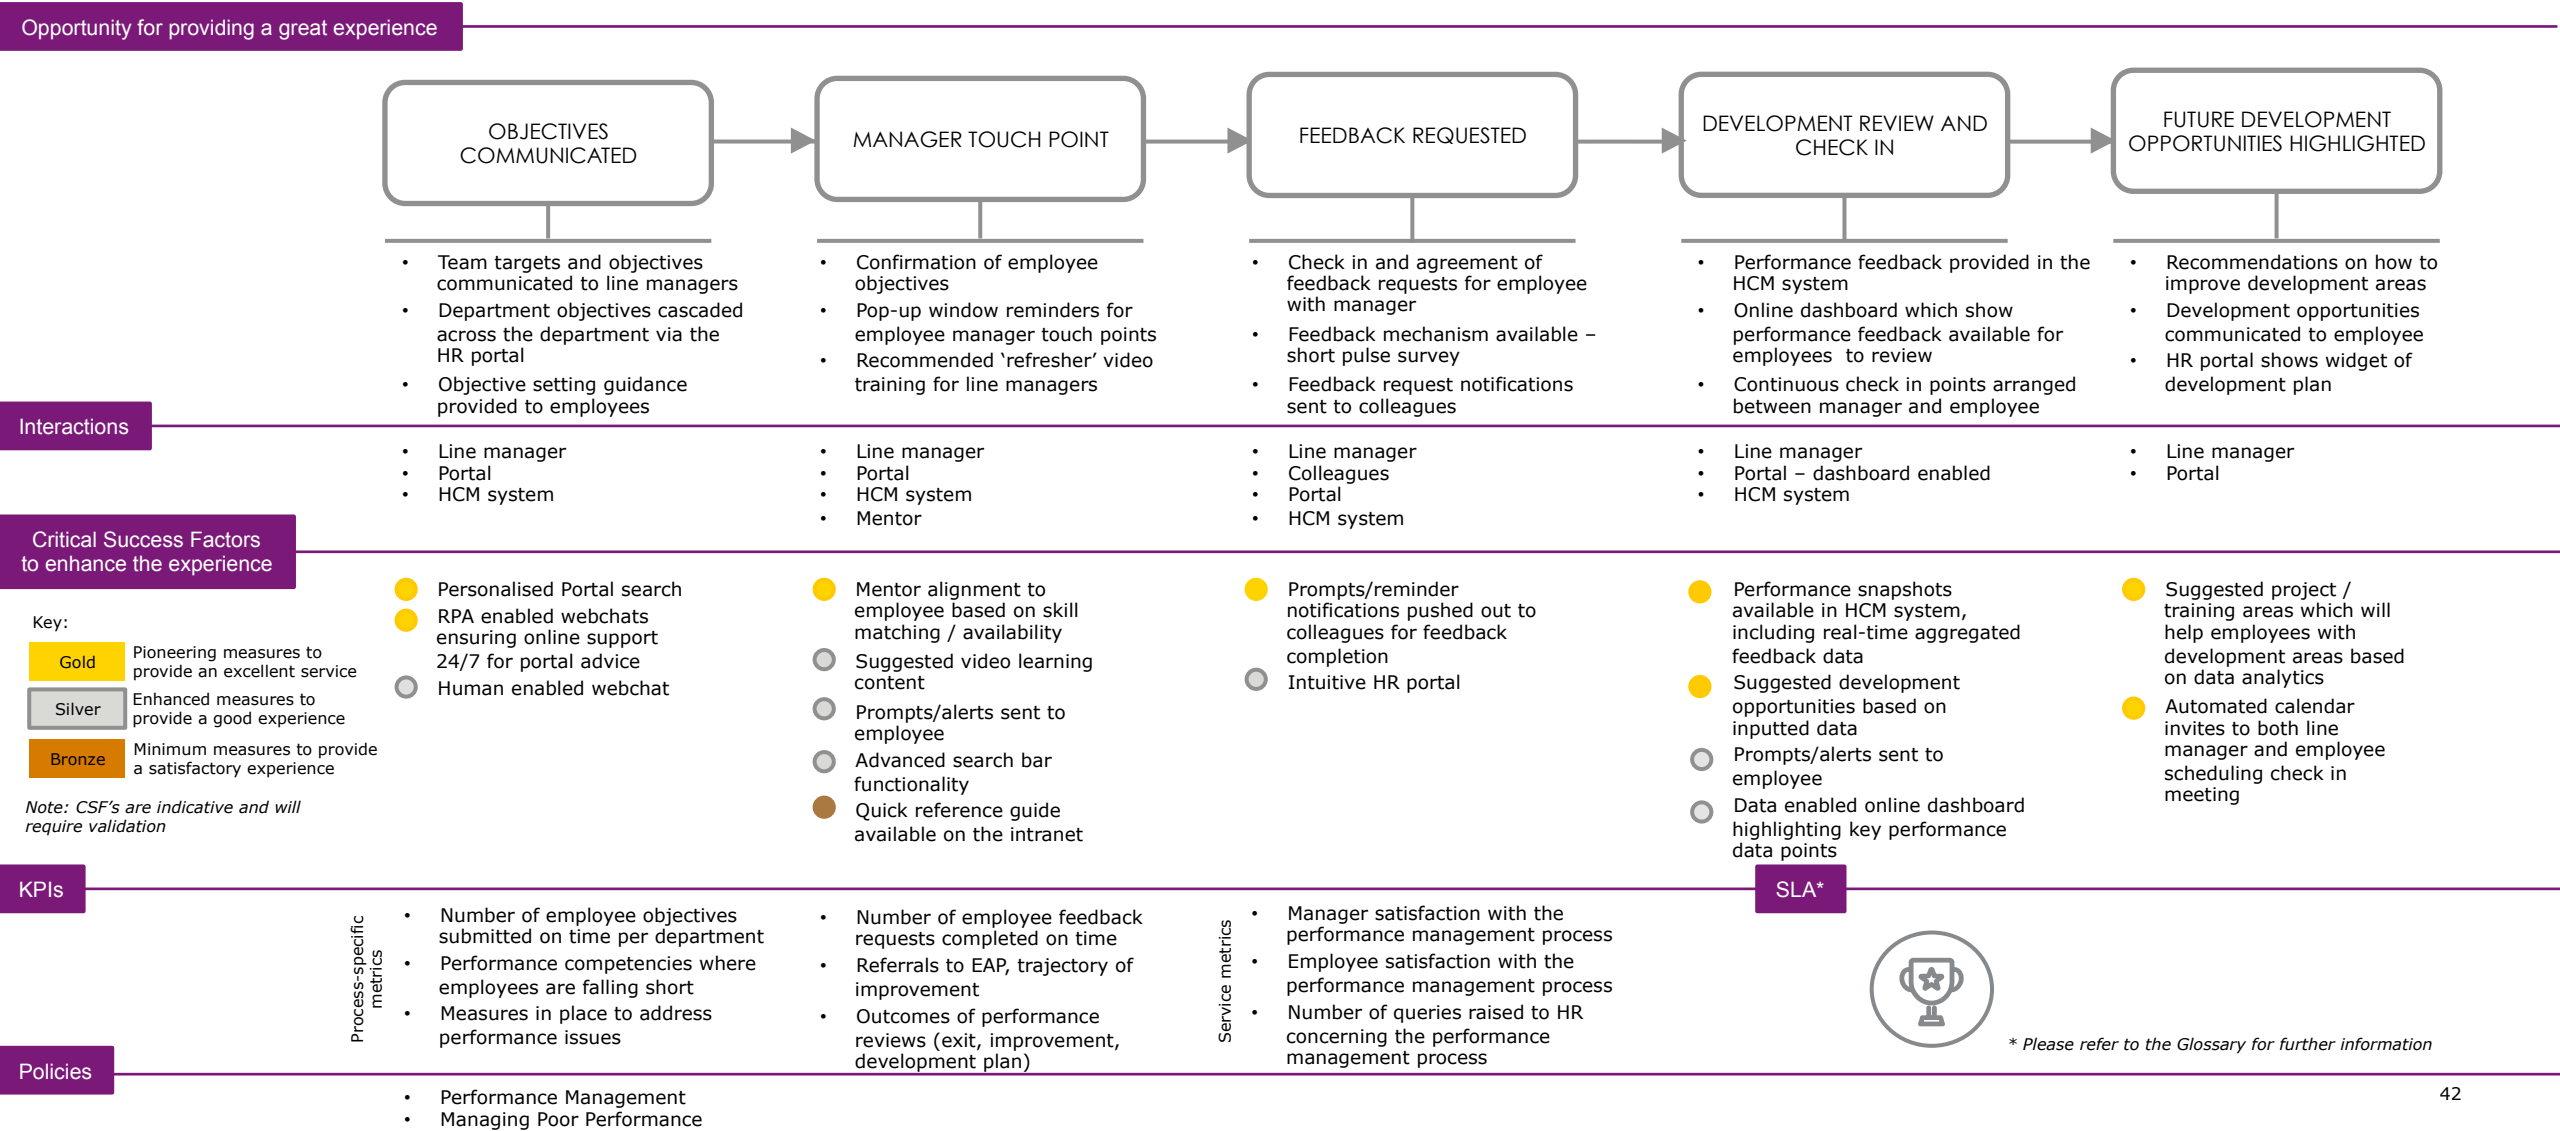 Opportunity for providing a great experience
OBJECTIVES
COMMUNICATED
MANAGER TOUCH POINT
FEEDBACK REQUESTED
DEVELOPMENT REVIEW AND
CHECK IN
FUTURE DEVELOPMENT
OPPORTUNITIES HIGHLIGHTED
• Team targets and objectives
communicated to line managers
• Department objectives cascaded
across the department via the
HR portal
• Objective setting guidance
provided to employees
• Confirmation of employee
objectives
• Pop-up window reminders for
employee manager touch points
• Recommended ‘refresher’ video
training for line managers
• Check in and agreement of
feedback requests for employee
with manager
• Feedback mechanism available –
short pulse survey
• Feedback request notifications
sent to colleagues
• Performance feedback provided in the
HCM system
• Online dashboard which show
performance feedback available for
employees  to review
• Continuous check in points arranged
between manager and employee
• Recommendations on how to
improve development areas
• Development opportunities
communicated to employee
• HR portal shows widget of
development plan
Interactions
• Line manager
• Portal
• HCM system
• Line manager
• Portal
• HCM system
• Mentor
• Line manager
• Colleagues
• Portal
• HCM system
• Line manager
• Portal – dashboard enabled
• HCM system
• Line manager
• Portal
Critical Success Factors
to enhance the experience
Key:
Gold
Pioneering measures to
provide an excellent service
Silver
Enhanced measures to
provide a good experience
Bronze
Minimum measures to provide
a satisfactory experience
Note: CSF’s are indicative and will
require validation
Personalised Portal search
RPA enabled webchats
ensuring online support
24/7 for portal advice
Human enabled webchat
Mentor alignment to
employee based on skill
matching / availability
Suggested video learning
content
Prompts/alerts sent to
employee
Advanced search bar
functionality
Quick reference guide
available on the intranet
Prompts/reminder
notifications pushed out to
colleagues for feedback
completion
Intuitive HR portal
Performance snapshots
available in HCM system,
including real-time aggregated
feedback data
Suggested development
opportunities based on
inputted data
Prompts/alerts sent to
employee
Data enabled online dashboard
highlighting key performance
data points
Suggested project /
training areas which will
help employees with
development areas based
on data analytics
Automated calendar
invites to both line
manager and employee
scheduling check in
meeting
KPIs
Process-specific
metrics
• Number of employee objectives
submitted on time per department
• Performance competencies where
employees are falling short
• Measures in place to address
performance issues
• Number of employee feedback
requests completed on time
• Referrals to EAP, trajectory of
improvement
• Outcomes of performance
reviews (exit, improvement,
development plan)
Service metrics
• Manager satisfaction with the
performance management process
• Employee satisfaction with the
performance management process
• Number of queries raised to HR
concerning the performance
management process
SLA*
* Please refer to the Glossary for further information
Policies
• Performance Management
• Managing Poor Performance
42